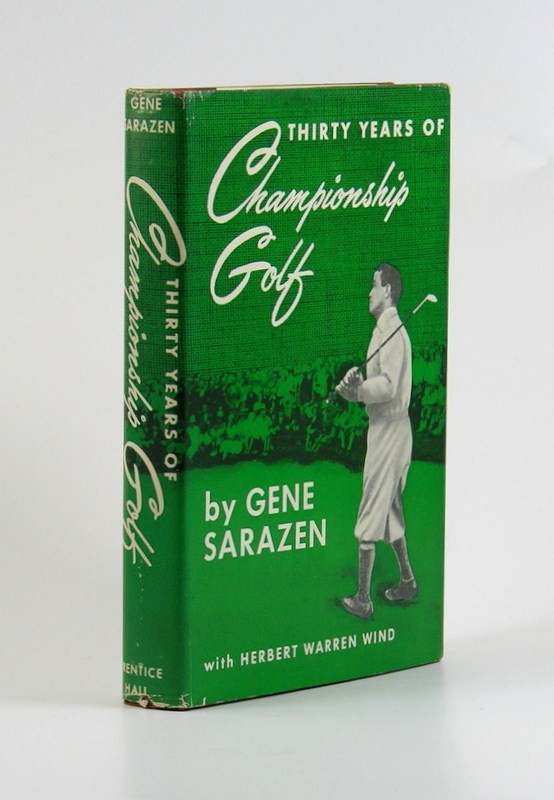 GENE
SARAZEN
Championship Golf
THIRTY YEARS OF
PRENTICE
HALL
THIRTY YEARS OF
Championship
Golf
by GENE
SARAZEN
with HERBERT WARREN WIND